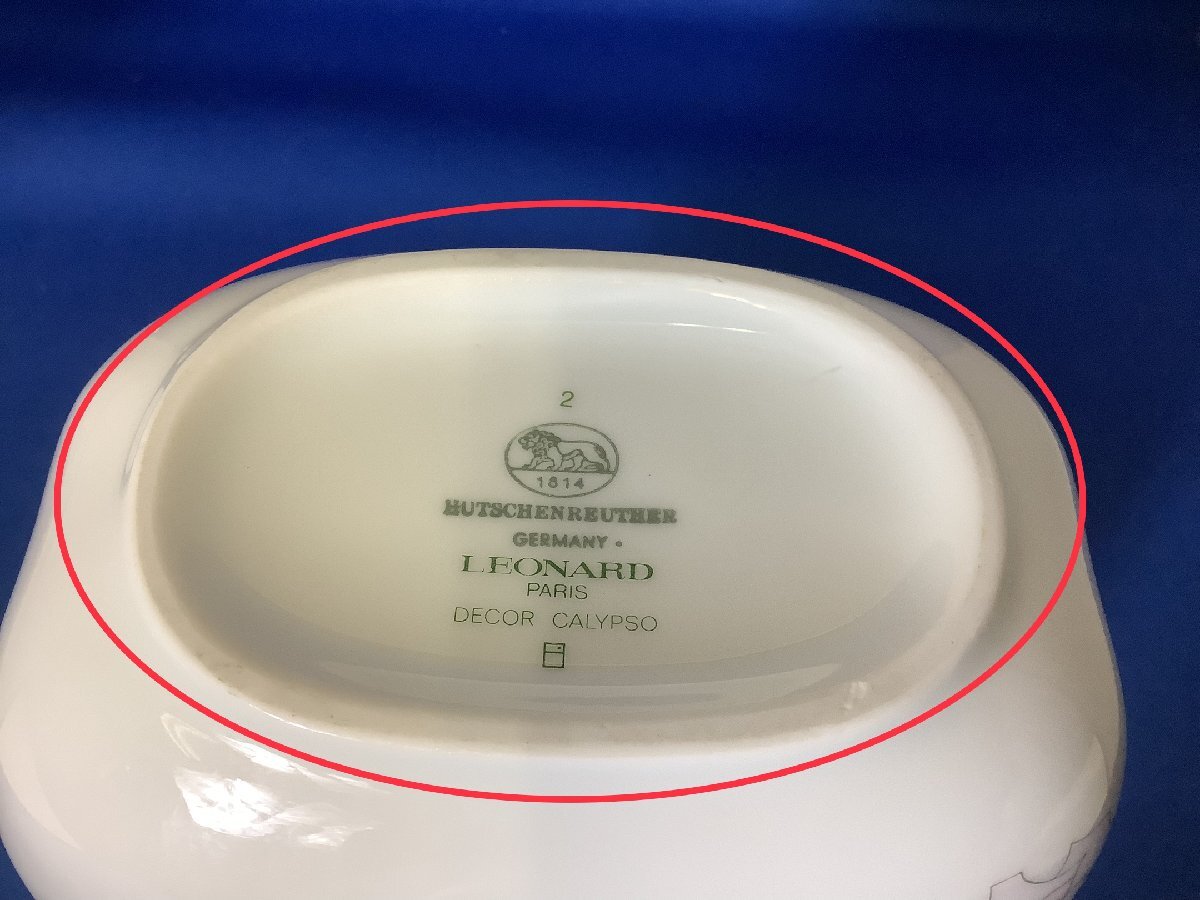 2
1814
HUTSCHENREUTHER
GERMANY
LEONARD
PARIS
DECOR CALYPSO